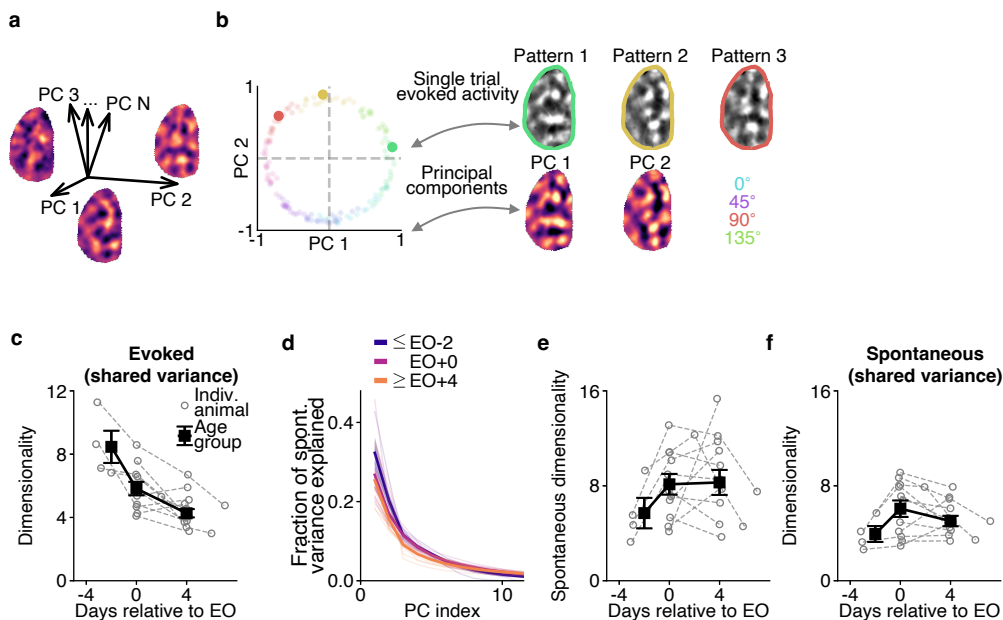 a
PC 3
...
PC N
PC 1
PC 2
b
1
PC 2
-1
-1
PC 1
1
Single trial
evoked activity
Principal
components
Pattern 1
Pattern 2
Pattern 3
PC 1
PC 2
0°
45°
90°
135°
c
Evoked
(shared variance)
Indiv.
animal
Age
group
Dimensionality
12
8
4
0
-4
0
4
Days relative to EO
d
≤ EO-2
EO+0
≥ EO+4
Fraction of spont.
variance explained
0.4
0.2
0.0
0
10
PC index
e
Spontaneous dimensionality
16
8
0
-4
0
4
Days relative to EO
f
Spontaneous
(shared variance)
Dimensionality
16
8
0
-4
0
4
Days relative to EO